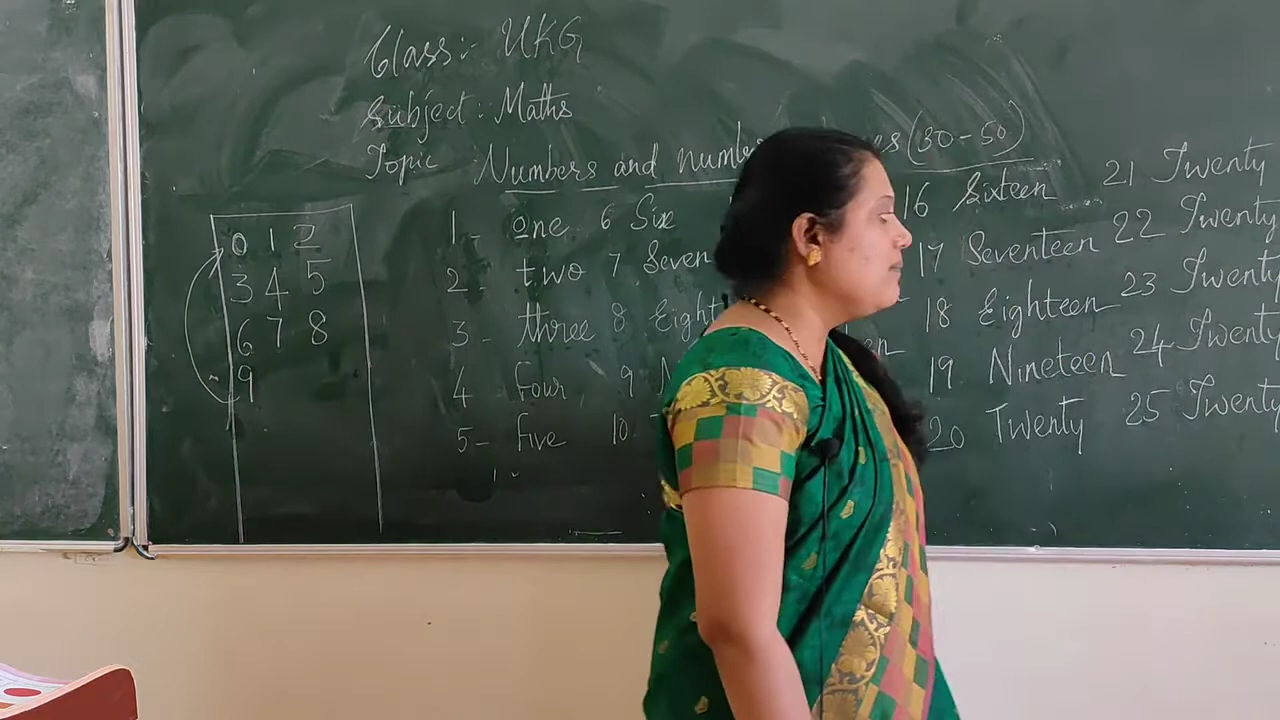 Class:- UKG
Subject: Maths
Topic Numbers and number (30-50)
0 1 2
3 4 5
6 7 8
9
1 - one 6 Six 16 Sixteen 21 Twenty
2 - two 7 Seven 17 Seventeen 22 Twenty
3 - three 8 Eight 18 Eighteen 23 Twenty
4 four 9 19 Nineteen 24 Twenty
5 - five 10 20 Twenty 25 Twenty